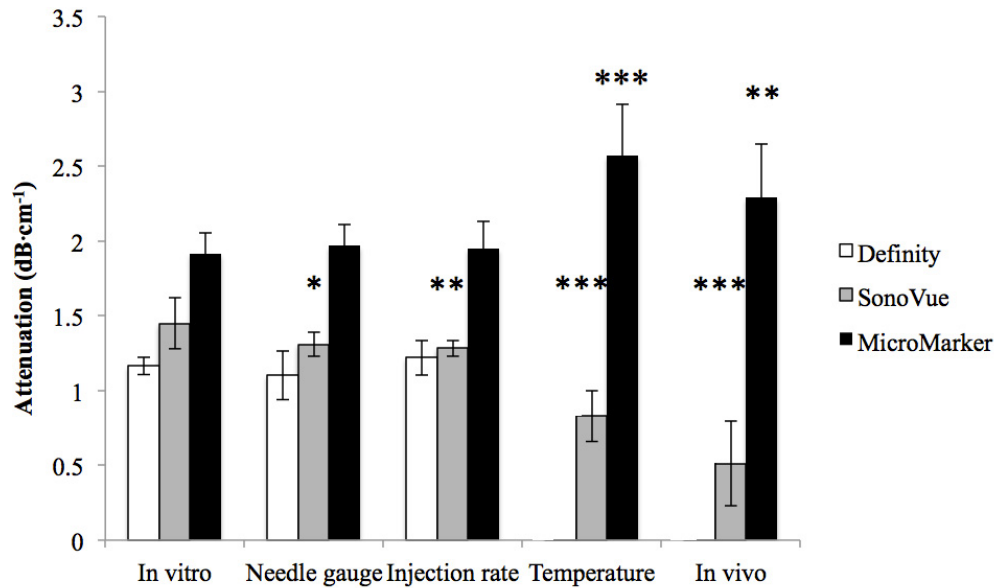 3.5
3
2.5
2
1.5
1
0.5
0
Attenuation (dB·cm⁻¹)
*
**
***
***
***
**
In vitro
Needle gauge
Injection rate
Temperature
In vivo
Definity
SonoVue
MicroMarker